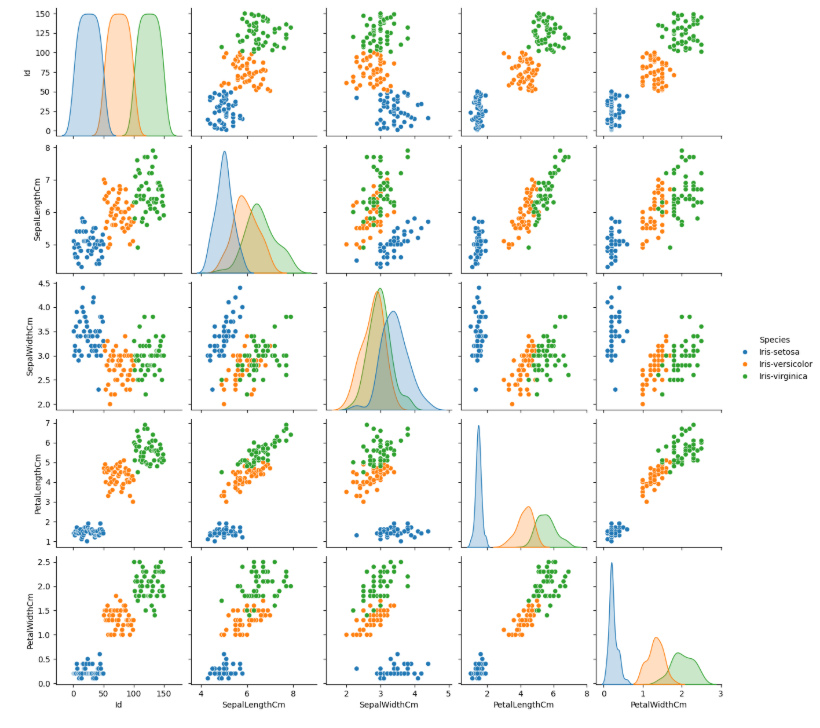 150
125
100
75
50
25
0
Id
8
7
6
5
SepalLengthCm
4.5
4.0
3.5
3.0
2.5
2.0
SepalWidthCm
Species
Iris-setosa
Iris-versicolor
Iris-virginica
7
6
5
4
3
2
1
PetalLengthCm
2.5
2.0
1.5
1.0
0.5
0.0
PetalWidthCm
0 50 100 150
4 6 8
2 3 4 5
2 4 6 8
0 1 2 3
Id SepalLengthCm SepalWidthCm PetalLengthCm PetalWidthCm